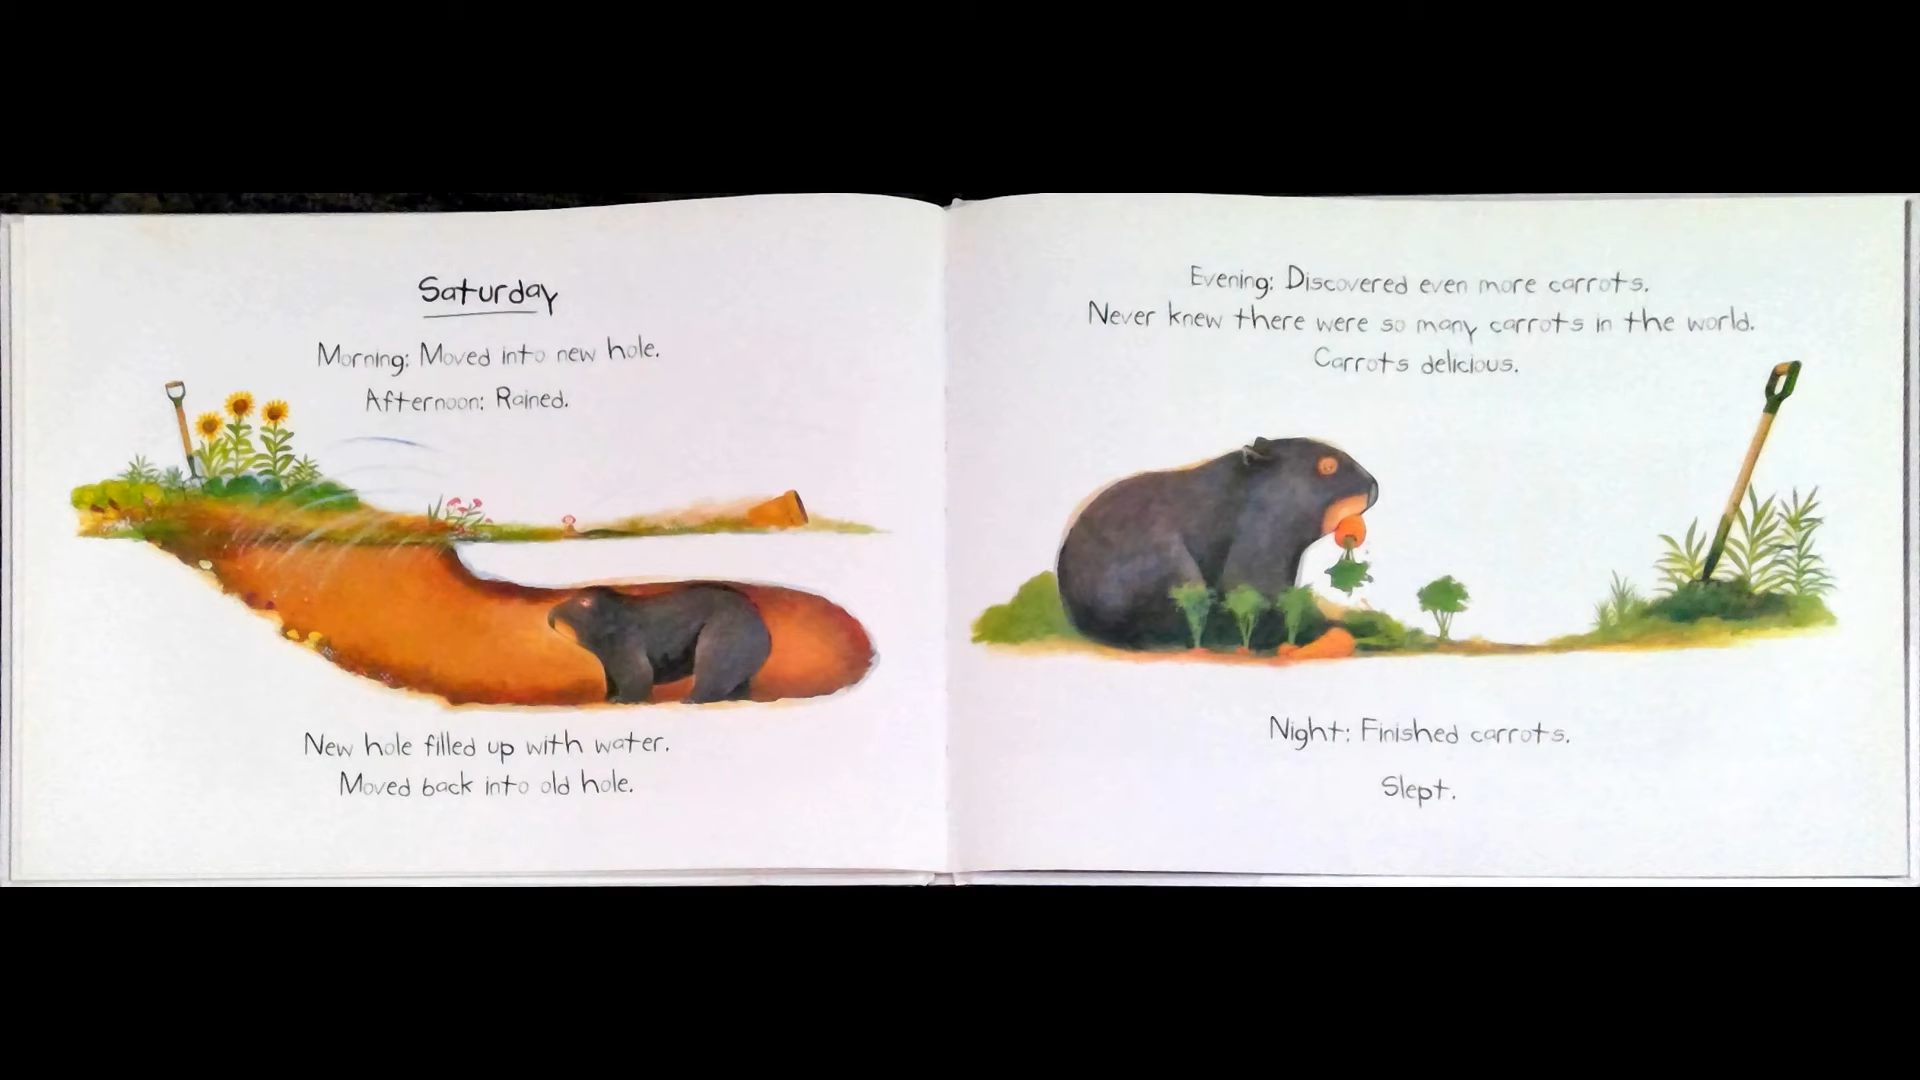 Saturday
Morning: Moved into new hole.
Afternoon: Rained.
New hole filled up with water.
Moved back into old hole.
Evening: Discovered even more carrots.
Never knew there were so many carrots in the world.
Carrots delicious.
Night: Finished carrots.
Slept.